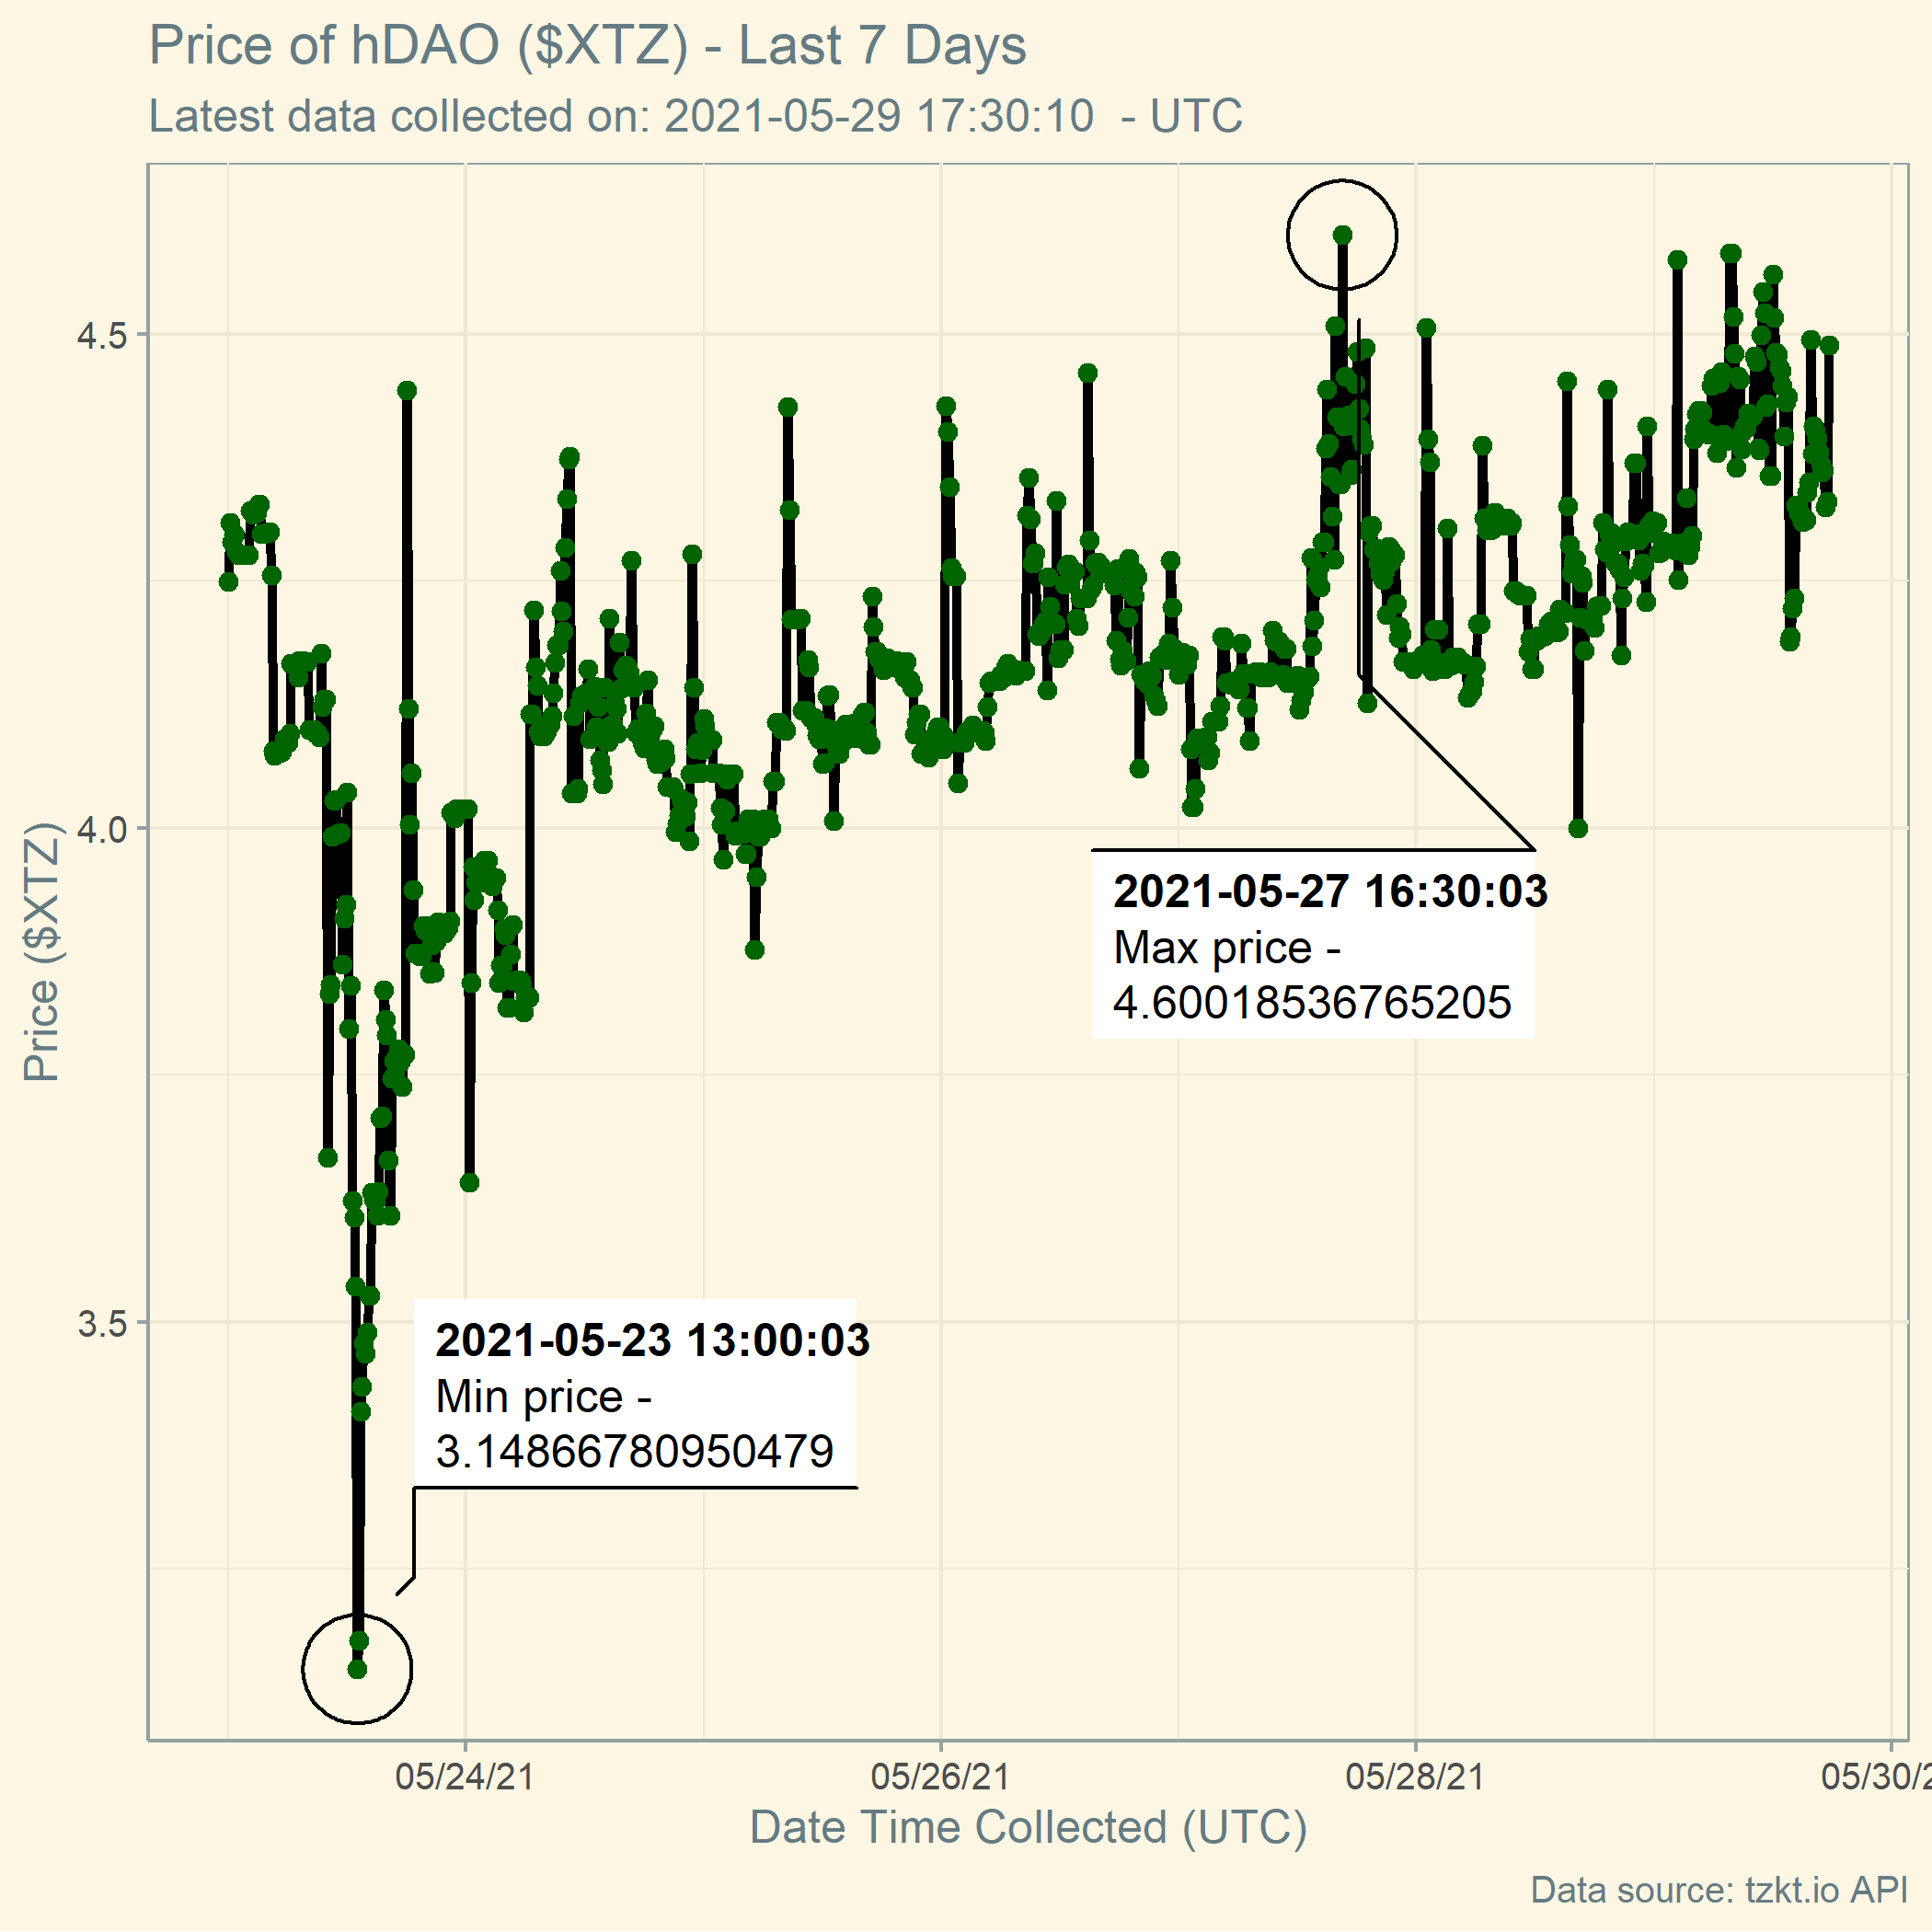 Price of hDAO ($XTZ) - Last 7 Days
Latest data collected on: 2021-05-29 17:30:10  - UTC
Price ($XTZ)
4.5
4.0
3.5
2021-05-27 16:30:03
Max price -
4.60018536765205
2021-05-23 13:00:03
Min price -
3.14866780950479
05/24/21
05/26/21
05/28/21
05/30/2
Date Time Collected (UTC)
Data source: tzkt.io API